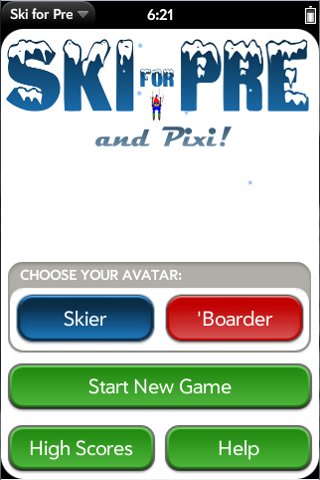 Ski for Pre 6:21
SKI FOR PRE
and Pixi!
CHOOSE YOUR AVATAR:
Skier 'Boarder
Start New Game
High Scores Help